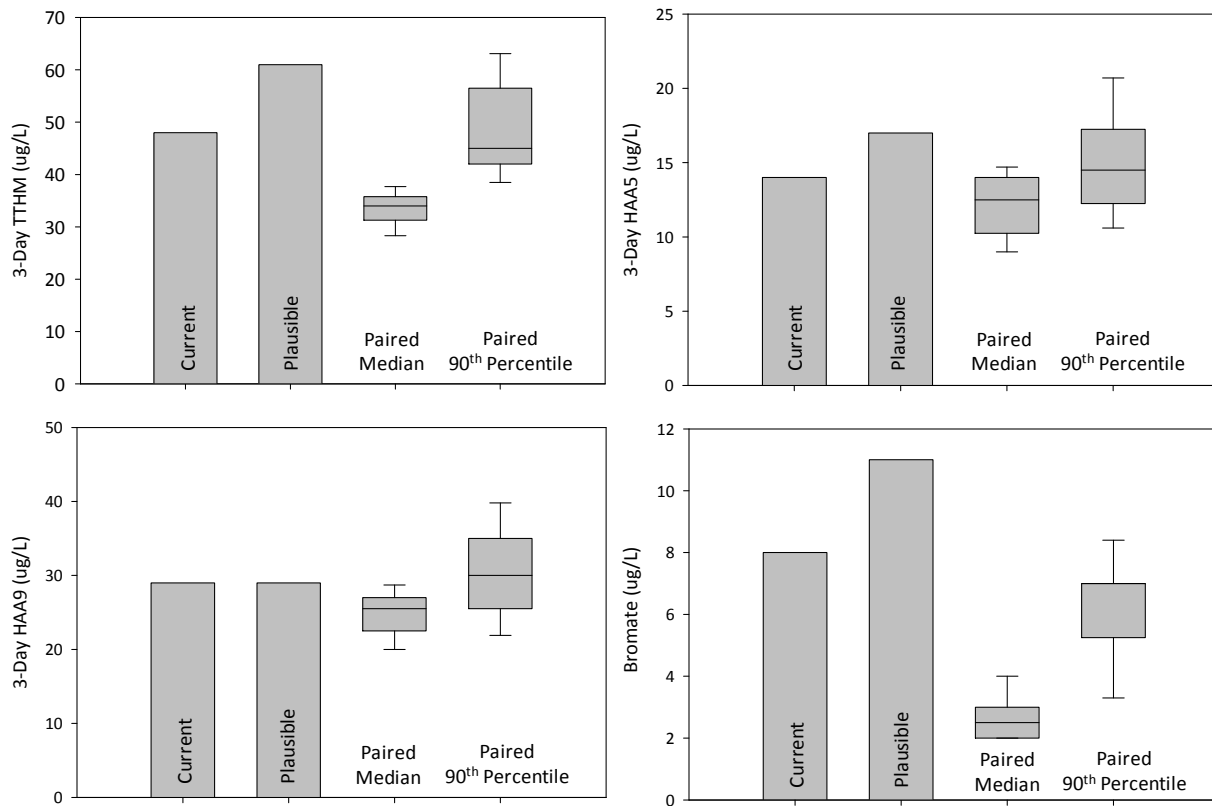 70
60
50
40
30
20
10
0
3-Day TTHM (ug/L)
Current
Plausible
Paired
Median
Paired
90th Percentile
25
20
15
10
5
0
3-Day HAA5 (ug/L)
Current
Plausible
Paired
Median
Paired
90th Percentile
50
40
30
20
10
0
3-Day HAA9 (ug/L)
Current
Plausible
Paired
Median
Paired
90th Percentile
12
10
8
6
4
2
0
Bromate (ug/L)
Current
Plausible
Paired
Median
Paired
90th Percentile